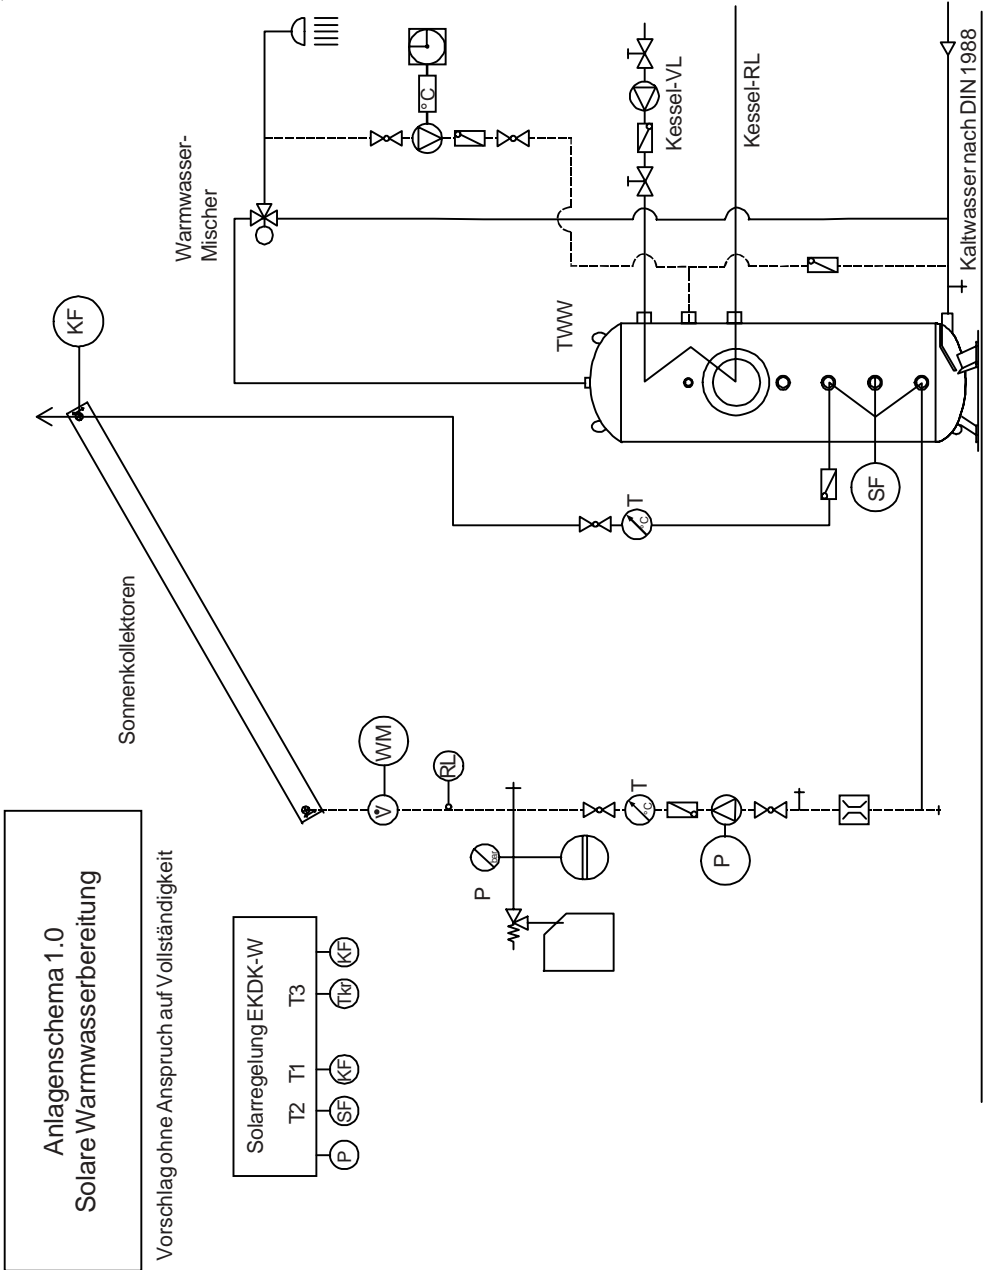 Anlagenschema 1.0
Solare Warmwasserbereitung
Vorschlag ohne Anspruch auf Vollständigkeit
Solarregelung EKDK-W
T2 T1 T3
P SF KF Tkr KF
Sonnenkollektoren
KF
WM
RL
P
bar
T
°C
P
T
°C
SF
TWW
Warmwasser-
Mischer
°C
Kessel-VL
Kessel-RL
Kaltwasser nach DIN 1988
V